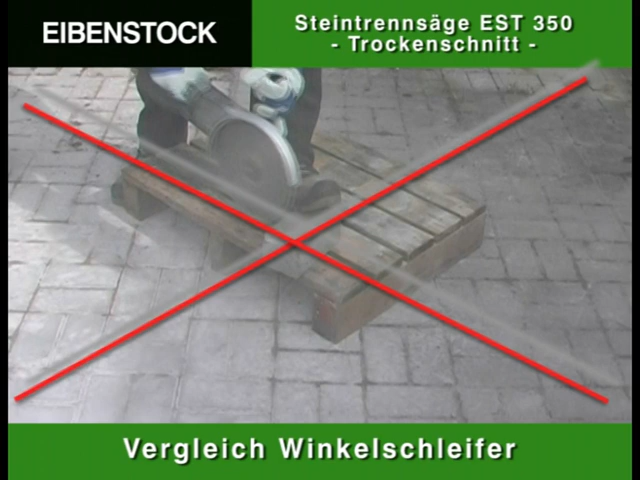 EIBENSTOCK
Steintrennsäge EST 350
- Trockenschnitt -
Vergleich Winkelschleifer